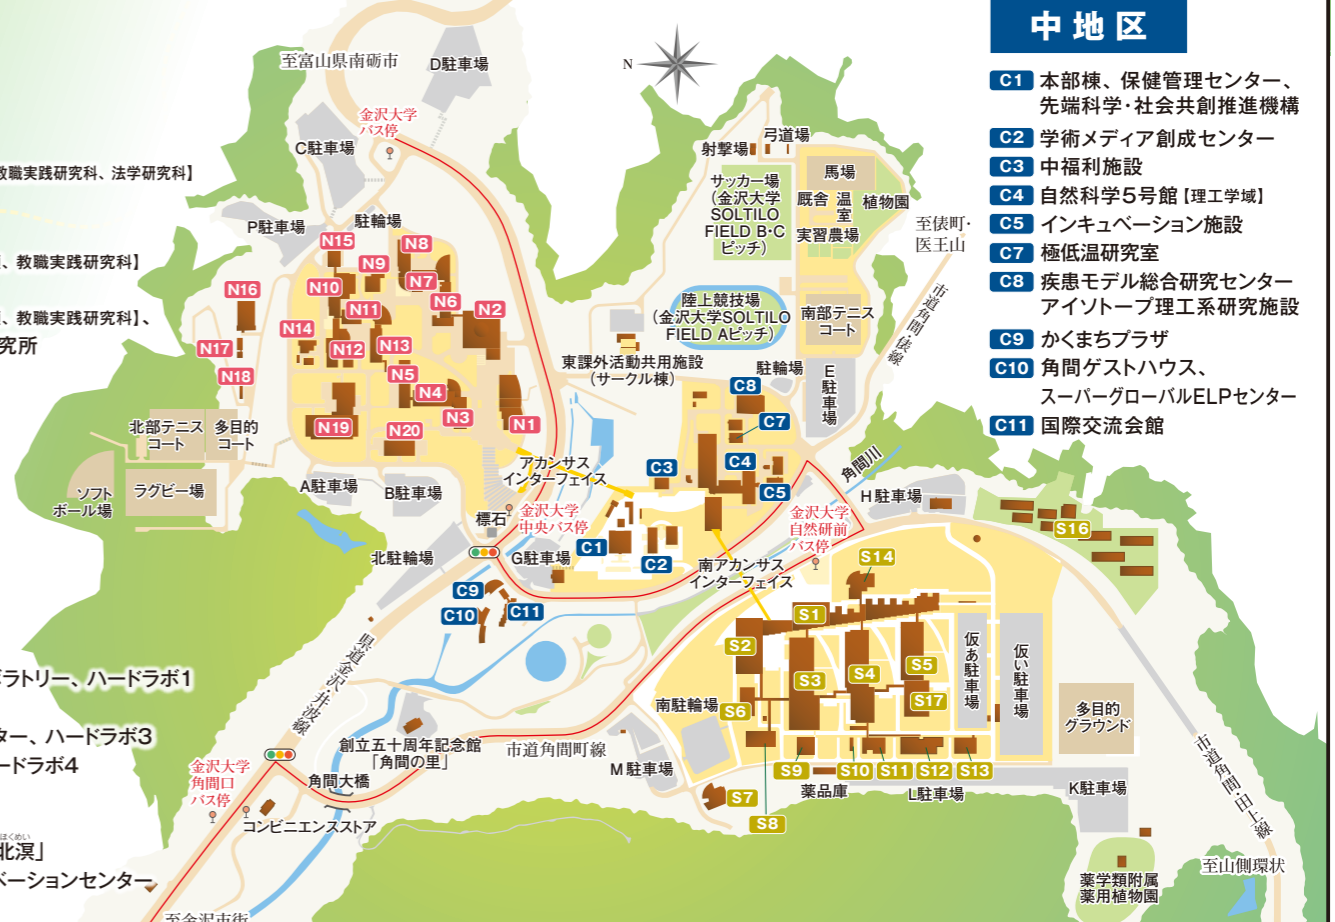 中地区
C1 本部棟、保健管理センター、
先端科学・社会共創推進機構
C2 学術メディア創成センター
C3 中福利施設
C4 自然科学5号館【理工学域】
C5 インキュベーション施設
C7 極低温研究室
C8 疾患モデル総合研究センター
アイソトープ理工系研究施設
C9 かくまちプラザ
C10 角間ゲストハウス、
スーパーグローバルELPセンター
C11 国際交流会館
教職実践研究科、法学研究科】
、教職実践研究科】
、教職実践研究科】、
究所
ボラトリー、ハードラボ1
ター、ハードラボ3
ードラボ4
ほくめい
北溟」
ベーションセンター
至富山県南砺市
D駐車場
N
金沢大学
バス停
C駐車場
P駐車場
駐輪場
N15
N8
N9
N7
N10
N16
N11
N6
N2
N14
N12
N13
N17
N5
N18
N4
N3
N1
N19
N20
北部テニス
コート
多目的
コート
ソフト
ボール場
ラグビー場
A駐車場
B駐車場
アカンサス
インターフェイス
標石
金沢大学
中央バス停
北駐輪場
G駐車場
射撃場
弓道場
サッカー場
(金沢大学
SOLTILO
FIELD B・C
ピッチ)
馬場
厩舎
温室
植物園
実習農場
至俵町・
医王山
市道角間・俵線
陸上競技場
(金沢大学SOLTILO
FIELD Aピッチ)
南部テニス
コート
東課外活動共用施設
(サークル棟)
駐輪場
E駐車場
C8
C7
C3
C4
C5
C1
C2
角間川
H駐車場
金沢大学
自然研前
バス停
南アカンサス
インターフェイス
C9
C10
C11
S16
S14
S1
S2
S3
S4
S5
S17
S6
仮あ駐車場
仮い駐車場
南駐輪場
多目的
グラウンド
S9
S10
S11
S12
S13
S7
S8
薬品庫
L駐車場
K駐車場
M駐車場
県道金沢・井波線
創立五十周年記念館
「角間の里」
市道角間町線
金沢大学
角間口
バス停
角間大橋
コンビニエンスストア
市道角間・田上線
至山側環状
薬学類附属
薬用植物園
至金沢市街